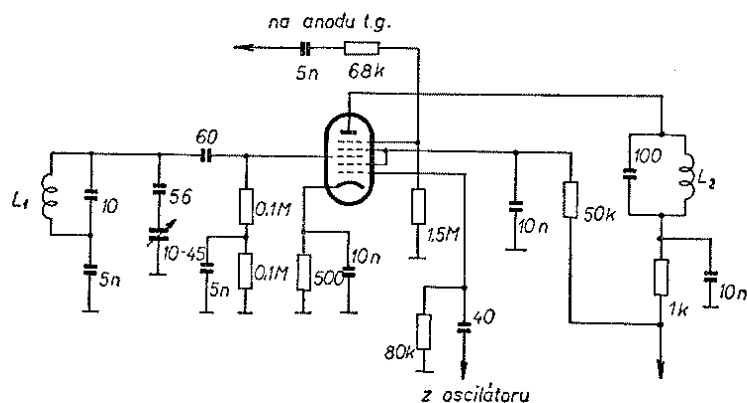 na anodu t.g.
5n
68k
60
L1
10
56
0.1M
100
L2
10-45
1.5M
10n
50k
5n
5n
0.1M
500
10n
1k
10n
80k
40
z oscilátoru